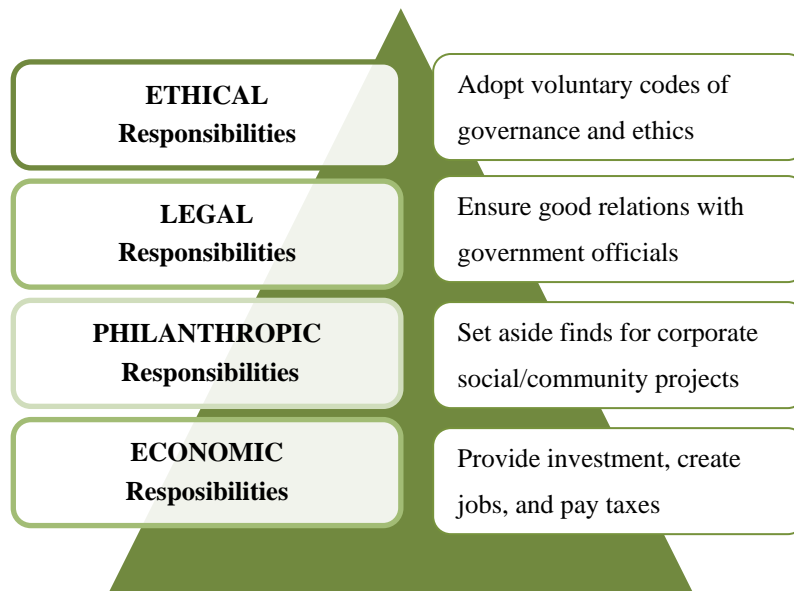 ETHICAL
Responsibilities
Adopt voluntary codes of
governance and ethics
LEGAL
Responsibilities
Ensure good relations with
government officials
PHILANTHROPIC
Responsibilities
Set aside finds for corporate
social/community projects
ECONOMIC
Resposibilities
Provide investment, create
jobs, and pay taxes